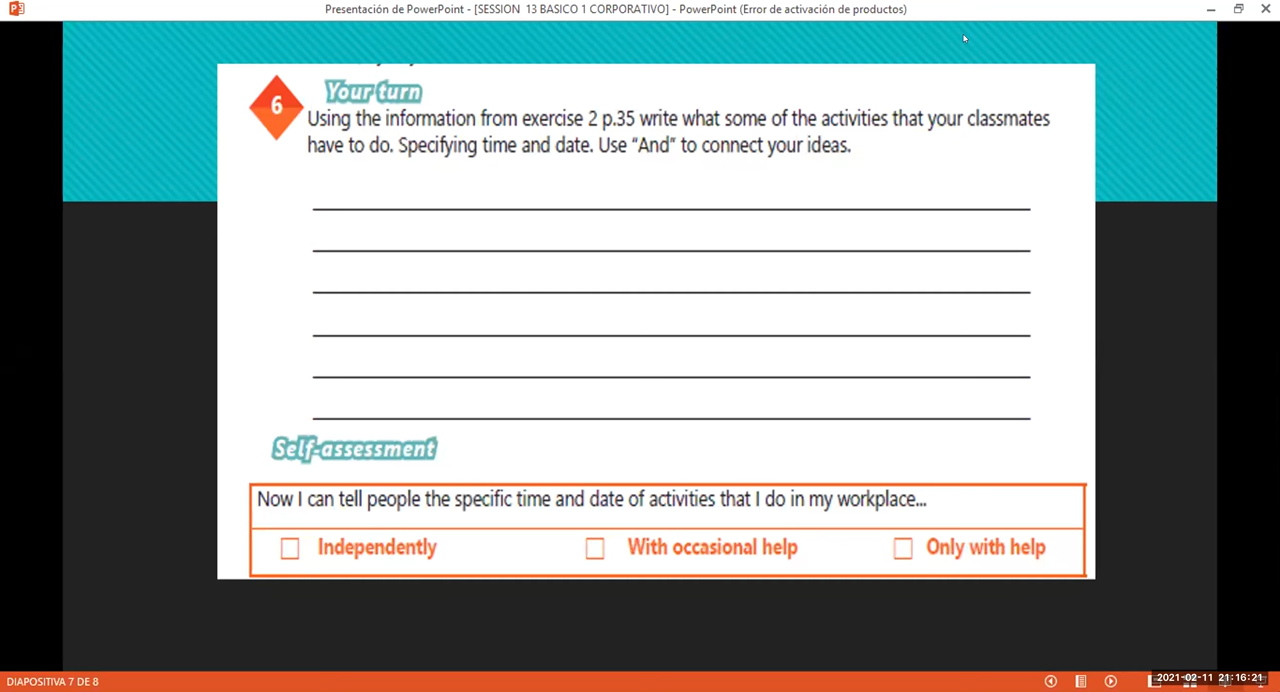 Presentación de PowerPoint - [SESSION  13 BASICO 1 CORPORATIVO] - PowerPoint (Error de activación de productos)
Your turn
6
Using the information from exercise 2 p.35 write what some of the activities that your classmates
have to do. Specifying time and date. Use “And” to connect your ideas.
Self-assessment
Now I can tell people the specific time and date of activities that I do in my workplace...
Independently
With occasional help
Only with help
DIAPOSITIVA 7 DE 8
2021-02-11 21:16:21